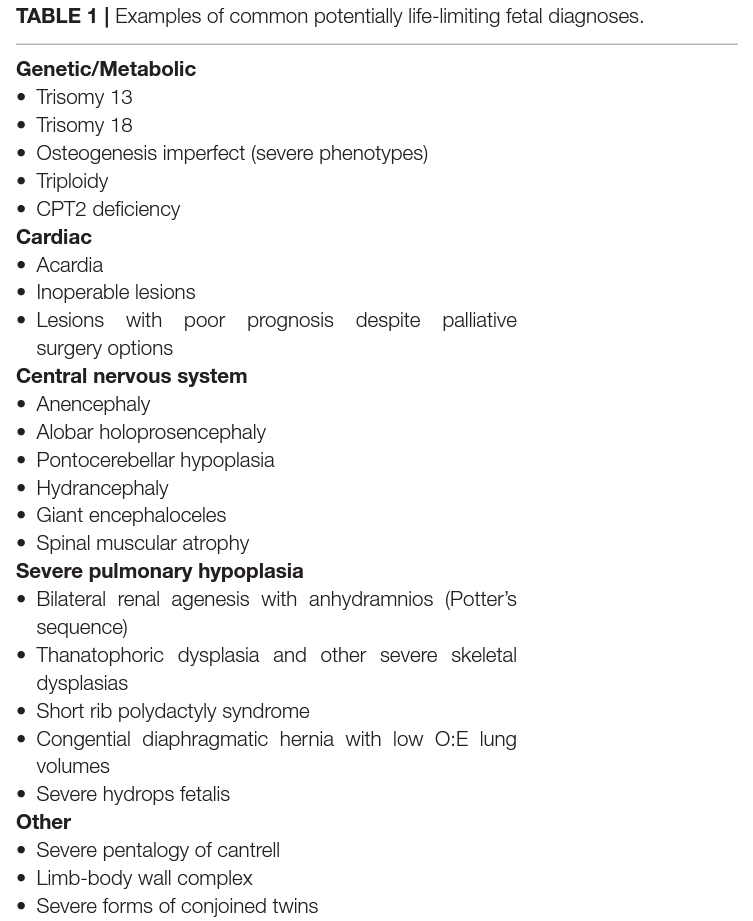 TABLE 1 | Examples of common potentially life-limiting fetal diagnoses.
Genetic/Metabolic
• Trisomy 13
• Trisomy 18
• Osteogenesis imperfect (severe phenotypes)
• Triploidy
• CPT2 deficiency
Cardiac
• Acardia
• Inoperable lesions
• Lesions with poor prognosis despite palliative
surgery options
Central nervous system
• Anencephaly
• Alobar holoprosencephaly
• Pontocerebellar hypoplasia
• Hydrancephaly
• Giant encephaloceles
• Spinal muscular atrophy
Severe pulmonary hypoplasia
• Bilateral renal agenesis with anhydramnios (Potter’s
sequence)
• Thanatophoric dysplasia and other severe skeletal
dysplasias
• Short rib polydactyly syndrome
• Congential diaphragmatic hernia with low O:E lung
volumes
• Severe hydrops fetalis
Other
• Severe pentalogy of cantrell
• Limb-body wall complex
• Severe forms of conjoined twins